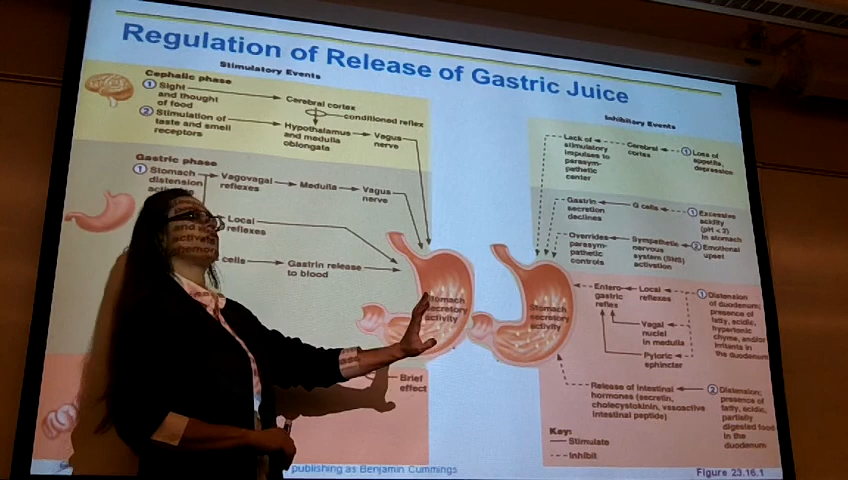 Regulation of Release of Gastric Juice
Stimulatory Events
Cephalic phase
1 Sight
and thought
of food
Cerebral cortex
conditioned reflex
2 Stimulation of
taste and smell
receptors
Hypothalamus
and medulla
oblongata
Vagus
nerve
Gastric phase
1 Stomach
distension
Vagovagal
reflexes
Medulla
Vagus
nerve
Local
reflexes
cells
Gastrin release
to blood
Stomach
secretory
activity
Brief
effect
Inhibitory Events
Lack of
stimulatory
impulses to
parasym-
pathetic
center
Cerebral
cortex
1 Loss of
appetite,
depression
Gastrin
secretion
declines
G cells
1 Excessive
acidity
(pH < 2)
in stomach
Overrides
parasym-
pathetic
controls
Sympathetic
nervous
system (SNS)
activation
2 Emotional
upset
Stomach
secretory
activity
Entero-
gastric
reflex
Local
reflexes
Vagal
nuclei
in medulla
Pyloric
sphincter
1 Distension
of duodenum;
presence of
fatty, acidic,
hypertonic
chyme, and/or
irritants in
the duodenum
Release of intestinal
hormones (secretin,
cholecystokinin, vasoactive
intestinal peptide)
2 Distension;
presence of
fatty, acidic,
partially
digested food
in the
duodenum
Key:
Stimulate
Inhibit
publishing as Benjamin Cummings
Figure 23.16.1